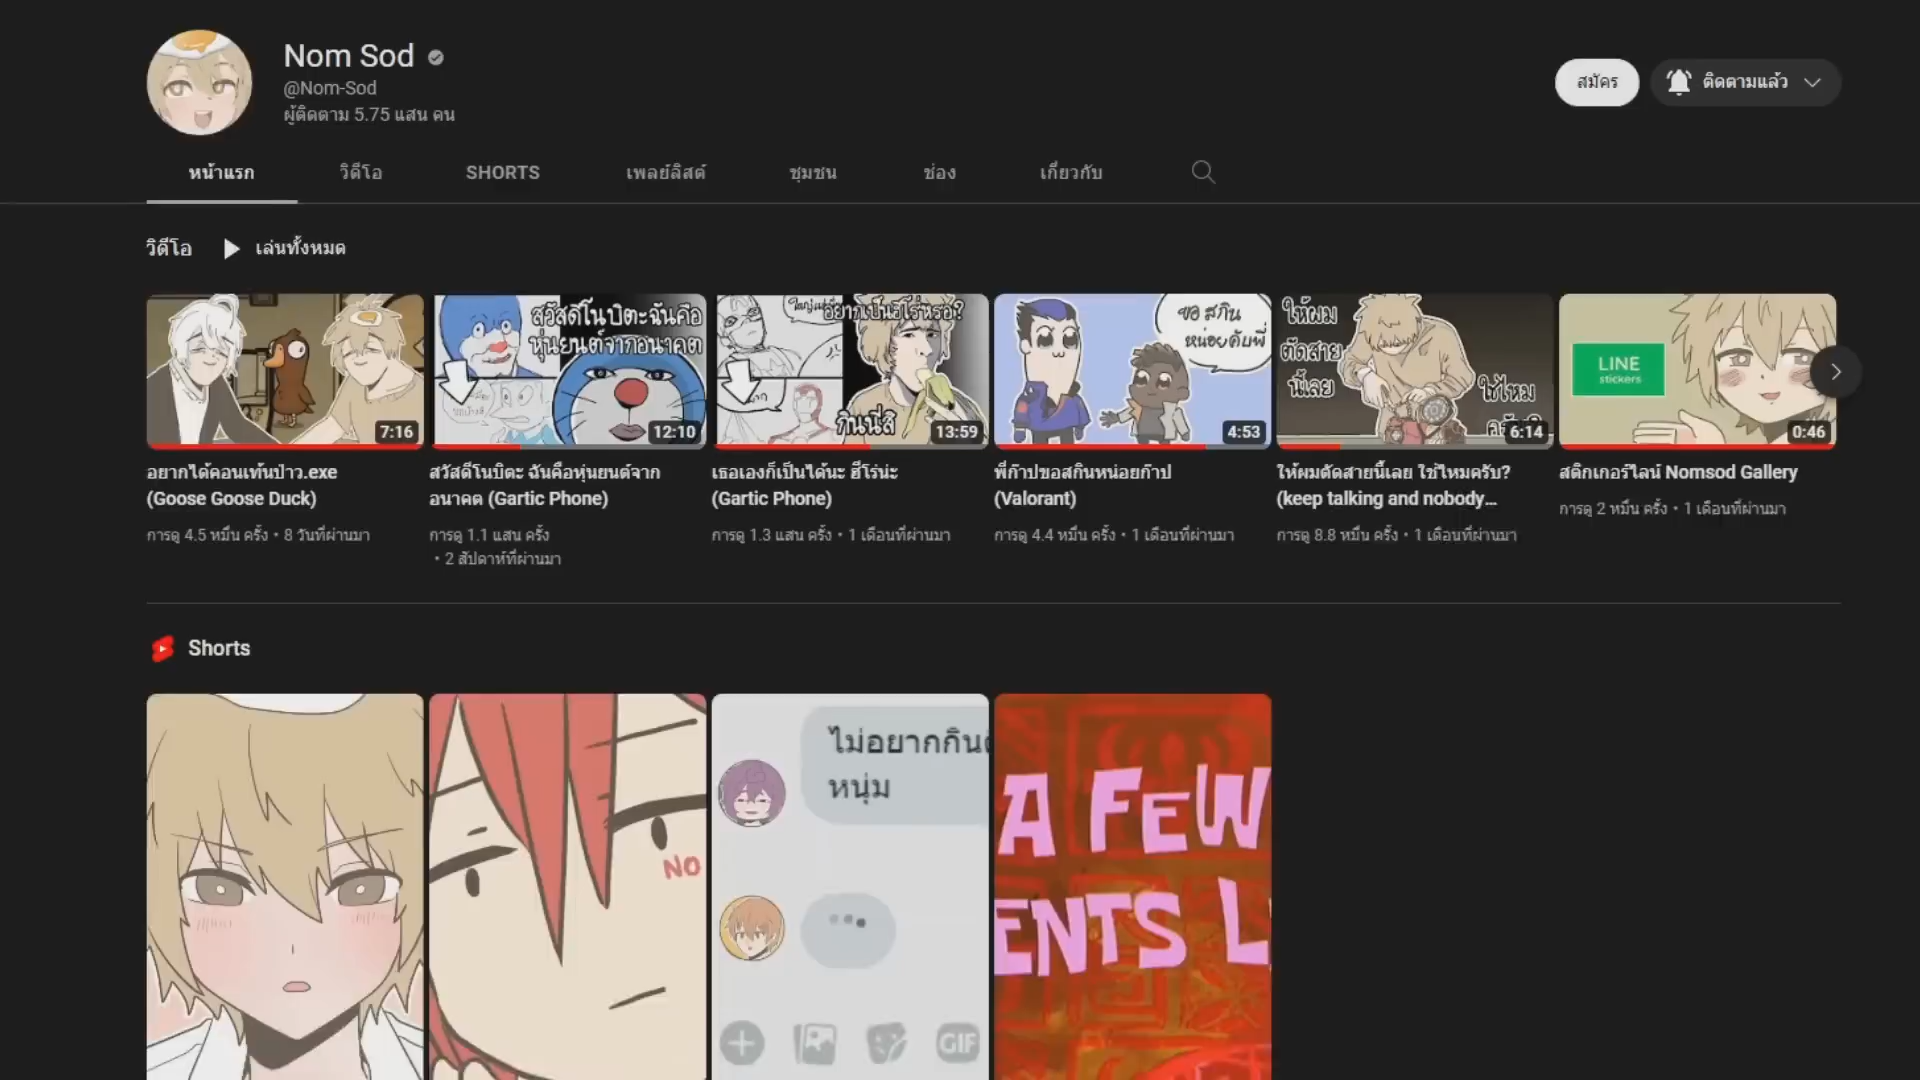 Nom Sod
@Nom-Sod
ผู้ติดตาม 5.75 แสน คน
สมัคร
ติดตามแล้ว
หน้าแรก
วิดีโอ
SHORTS
เพลย์ลิสต์
ชุมชน
ช่อง
เกี่ยวกับ
วิดีโอ
เล่นทั้งหมด
7:16
สวัสดีโนบิตะฉันคือ
หุ่นยนต์จากอนาคต
12:10
อยากเป็นฮีโร่หรอ?
กินนี่สิ
13:59
ขอ สกิน
หน่อยคับพี่
4:53
ให้ผม
ตัดสาย
นี้เลย
ใช่ไหม
6:14
LINE
stickers
0:46
อยากได้คอนเท้นป่าว.exe
(Goose Goose Duck)
การดู 4.5 หมื่น ครั้ง • 8 วันที่ผ่านมา
สวัสดีโนบิตะ ฉันคือหุ่นยนต์จาก
อนาคต (Gartic Phone)
การดู 1.1 แสน ครั้ง
• 2 สัปดาห์ที่ผ่านมา
เธอเองก็เป็นได้นะ ฮีโร่น่ะ
(Gartic Phone)
การดู 1.3 แสน ครั้ง • 1 เดือนที่ผ่านมา
พี่ก๊าปขอสกินหน่อยก๊าป
(Valorant)
การดู 4.4 หมื่น ครั้ง • 1 เดือนที่ผ่านมา
ให้ผมตัดสายนี้เลย ใช่ไหมครับ?
(keep talking and nobody...
การดู 8.8 หมื่น ครั้ง • 1 เดือนที่ผ่านมา
สติกเกอร์ไลน์ Nomsod Gallery
การดู 2 หมื่น ครั้ง • 1 เดือนที่ผ่านมา
Shorts
NO
ไม่อยากกิน
หนุ่ม
GIF
A FEW
ENTS L